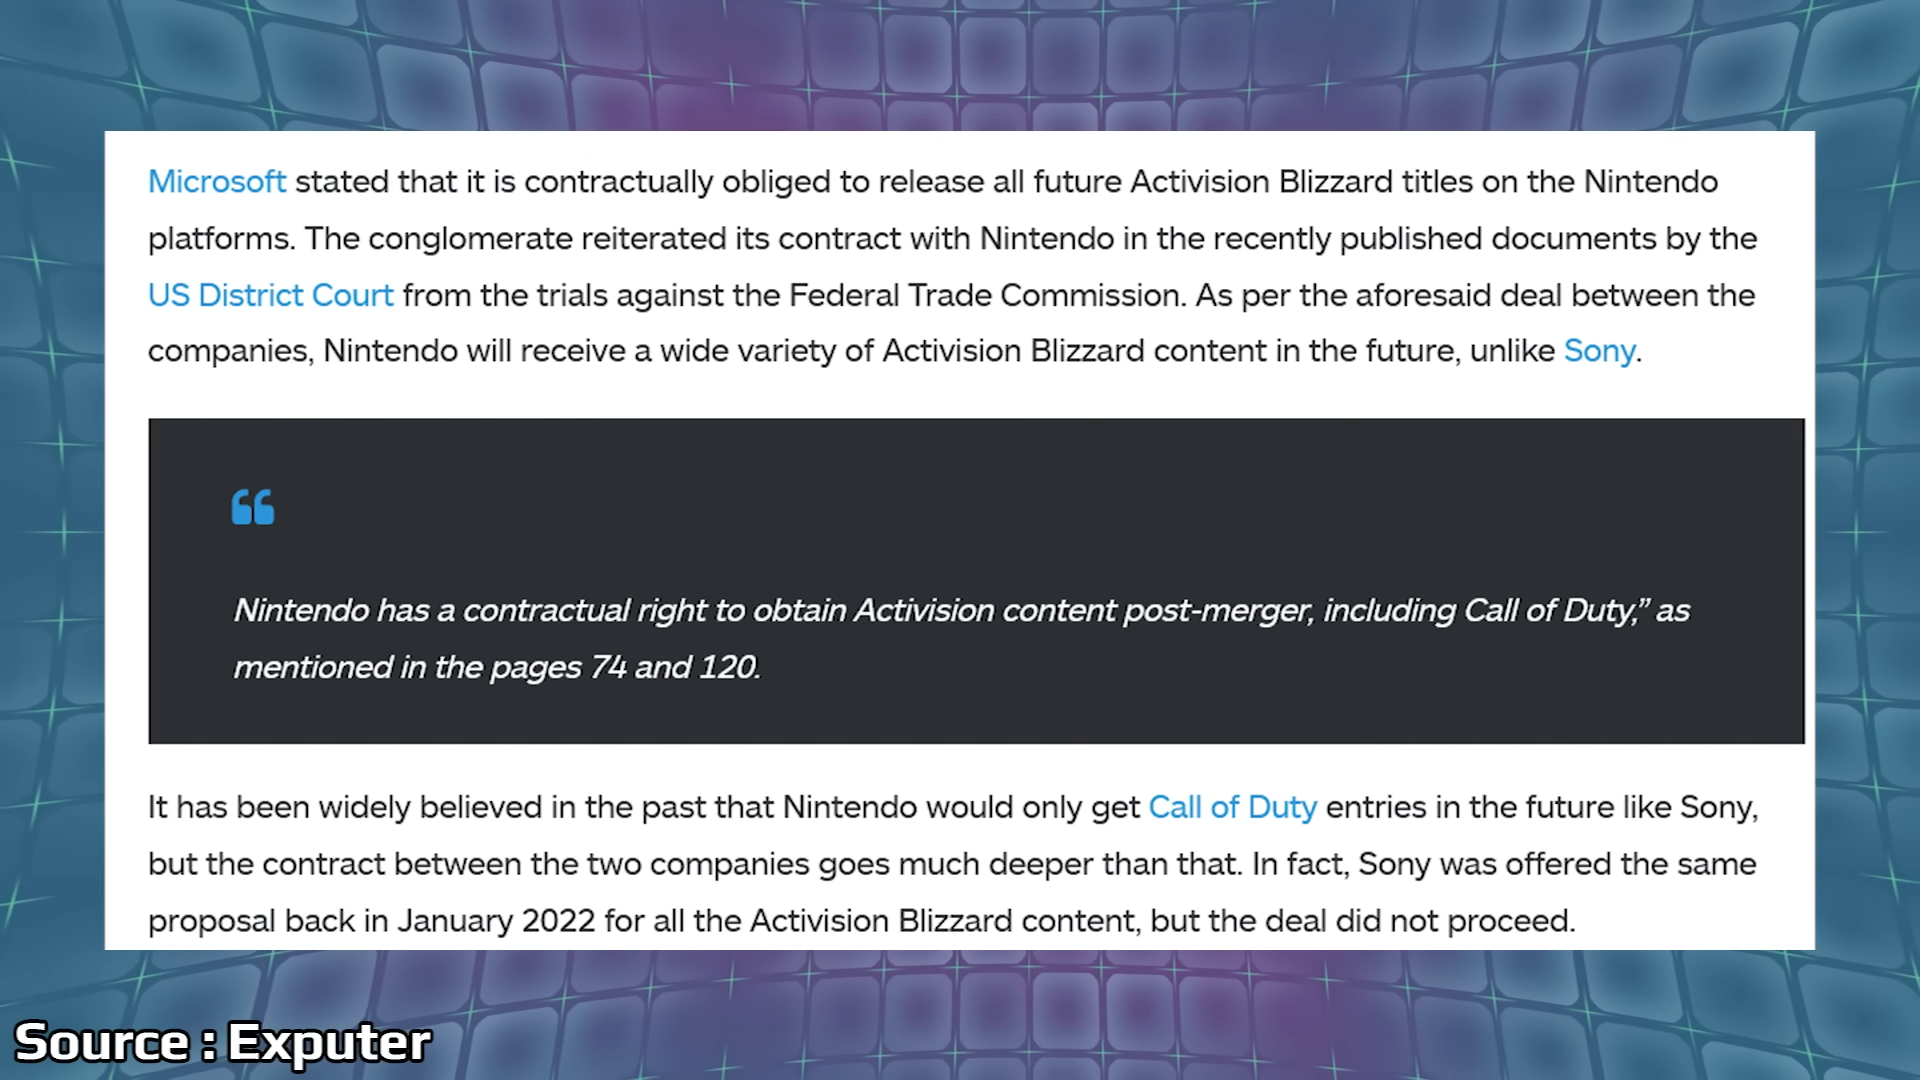 Microsoft stated that it is contractually obliged to release all future Activision Blizzard titles on the Nintendo
platforms. The conglomerate reiterated its contract with Nintendo in the recently published documents by the
US District Court from the trials against the Federal Trade Commission. As per the aforesaid deal between the
companies, Nintendo will receive a wide variety of Activision Blizzard content in the future, unlike Sony.
“
Nintendo has a contractual right to obtain Activision content post-merger, including Call of Duty,” as
mentioned in the pages 74 and 120.
It has been widely believed in the past that Nintendo would only get Call of Duty entries in the future like Sony,
but the contract between the two companies goes much deeper than that. In fact, Sony was offered the same
proposal back in January 2022 for all the Activision Blizzard content, but the deal did not proceed.
Source : Exputer